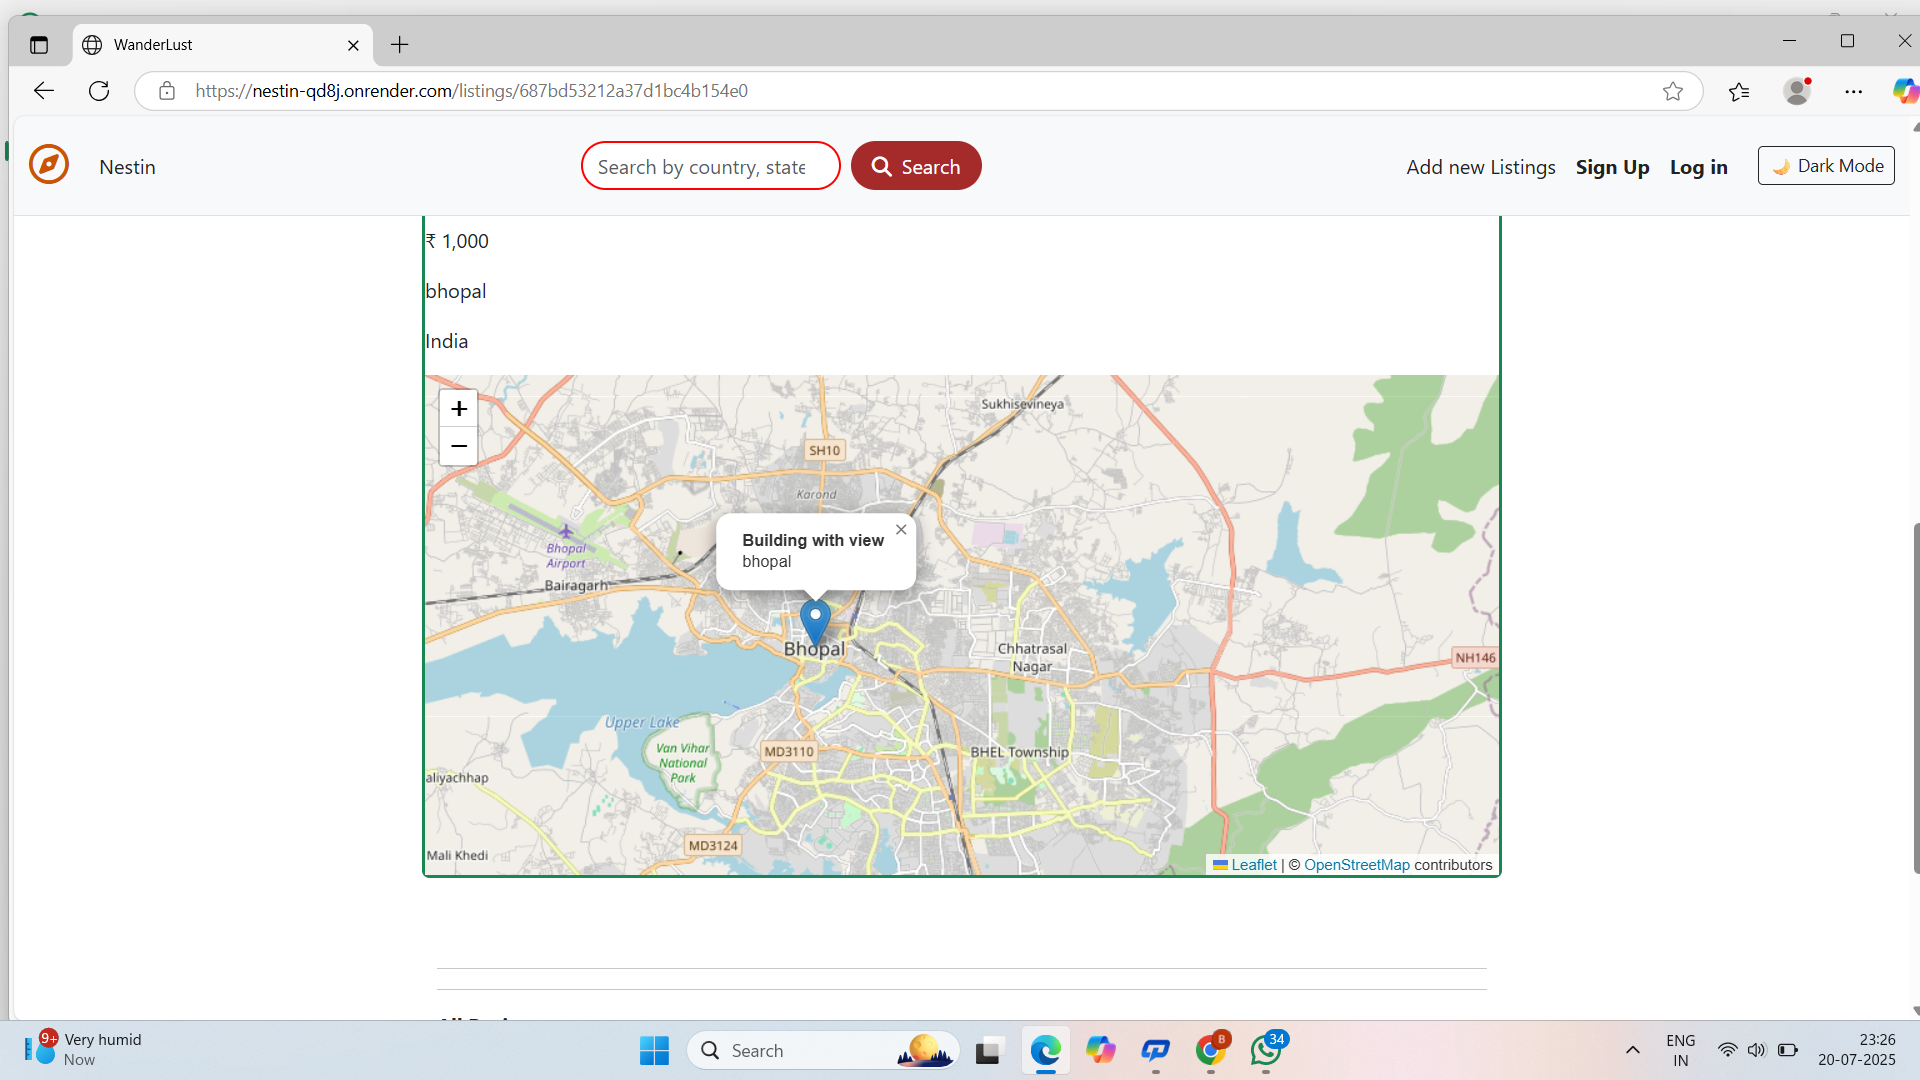 WanderLust
https://nestin-qd8j.onrender.com/listings/687bd53212a37d1bc4b154e0
Nestin
Search by country, state
Search
Add new Listings
Sign Up
Log in
🌙 Dark Mode
₹ 1,000
bhopal
India
+
−
Sukhisevineya
SH10
Karond
Building with view
bhopal
×
Bhopal
Airport
Bairagarh
Bhopal
Chhatrasal
Nagar
NH146
Upper Lake
Van Vihar
National
Park
MD3110
BHEL Township
aliyachhap
MD3124
Mali Khedi
Leaflet | © OpenStreetMap contributors
9+
Very humid
Now
Search
B
34
ENG
IN
23:26
20-07-2025